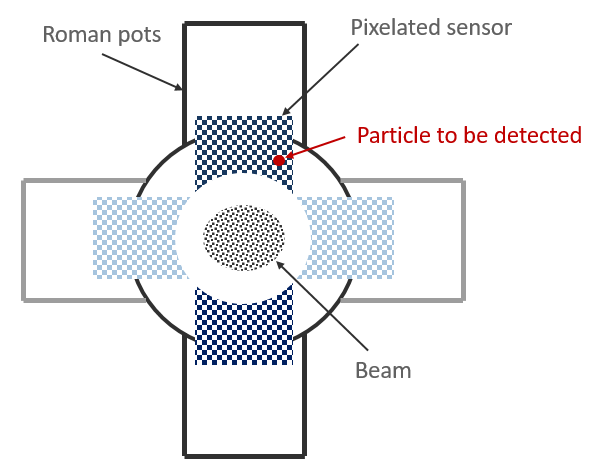 Roman pots
Pixelated sensor
Particle to be detected
Beam